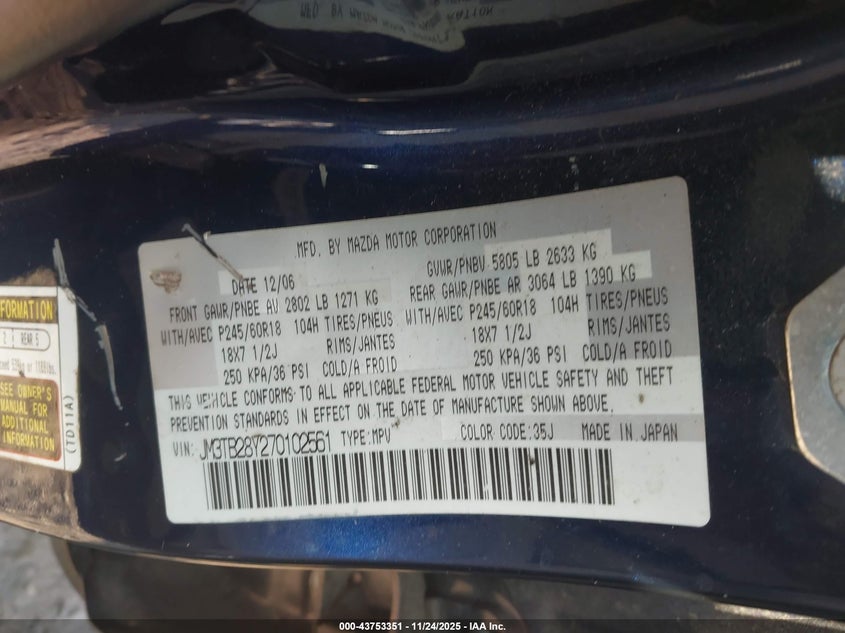 MFD. BY MAZDA MOTOR CORPORATION
DATE 12/06
GVWR/PNBV 5805 LB 2633 KG
FRONT GAWR/PNBE AV 2802 LB 1271 KG
REAR GAWR/PNBE AR 3064 LB 1390 KG
WITH/AVEC P245/60R18 104H TIRES/PNEUS
WITH/AVEC P245/60R18 104H TIRES/PNEUS
18X7 1/2J RIMS/JANTES
18X7 1/2J RIMS/JANTES
250 KPA/36 PSI COLD/A FROID
250 KPA/36 PSI COLD/A FROID
THIS VEHICLE CONFORMS TO ALL APPLICABLE FEDERAL MOTOR VEHICLE SAFETY AND THEFT
PREVENTION STANDARDS IN EFFECT ON THE DATE OF MANUFACTURE SHOWN ABOVE.
VIN: JM3TB28Y270102561 TYPE:MPV COLOR CODE:35J MADE IN JAPAN
FORMATION
2 REAR 5
529kg or 1169lbs.
SEE OWNER'S
MANUAL FOR
ADDITIONAL
INFORMATION
(TD11A)
000-43753351 - 11/24/2025 - IAA Inc.